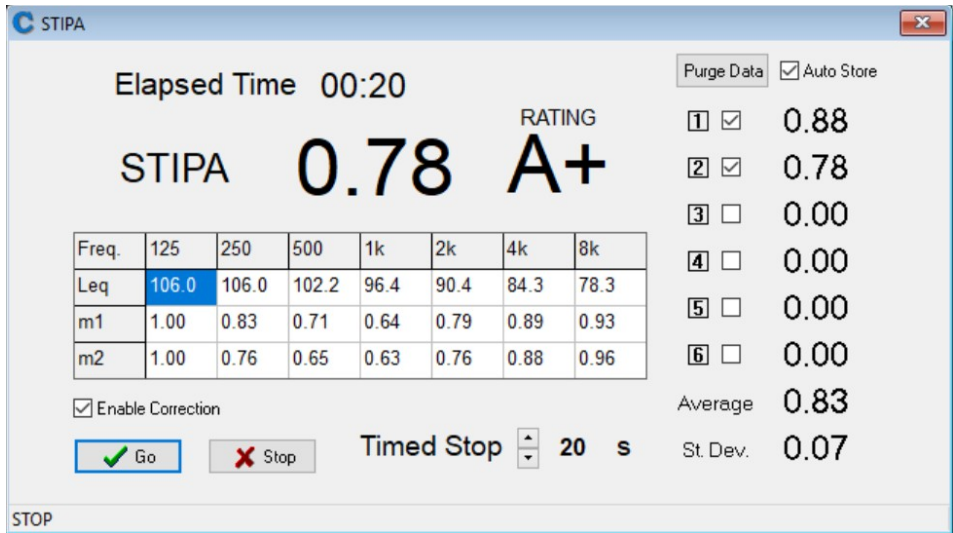 STIPA
Elapsed Time 00:20
STIPA 0.78
RATING
A+
Freq. 125 250 500 1k 2k 4k 8k
Leq 106.0 106.0 102.2 96.4 90.4 84.3 78.3
m1 1.00 0.83 0.71 0.64 0.79 0.89 0.93
m2 1.00 0.76 0.65 0.63 0.76 0.88 0.96
Enable Correction
Go Stop
Timed Stop 20 s
Purge Data Auto Store
1 0.88
2 0.78
3 0.00
4 0.00
5 0.00
6 0.00
Average 0.83
St. Dev. 0.07
STOP